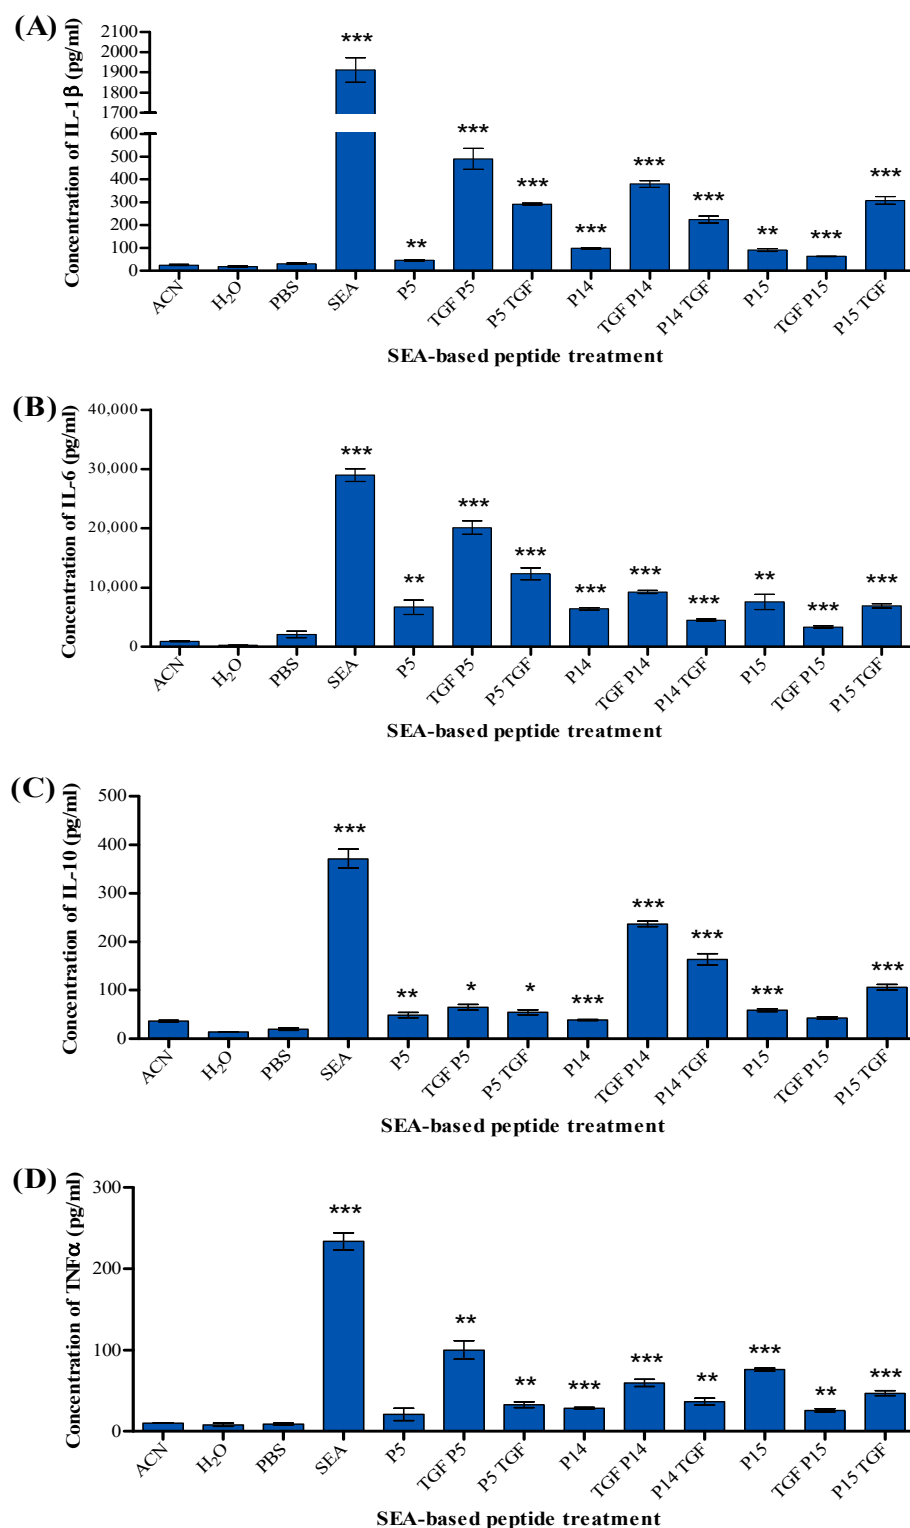 (A)
Concentration of IL-1β (pg/ml)
2100
2000
1900
1800
1700
600
500
400
300
200
100
0
*** ** *** *** *** *** *** ** *** ***
ACN H₂O PBS SEA P5 TGF P5 P5 TGF P14 TGF P14 P14 TGF P15 TGF P15 P15 TGF
SEA-based peptide treatment
(B)
Concentration of IL-6 (pg/ml)
40,000
30,000
20,000
10,000
0
*** ** *** *** *** *** *** ** *** ***
ACN H₂O PBS SEA P5 TGF P5 P5 TGF P14 TGF P14 P14 TGF P15 TGF P15 P15 TGF
SEA-based peptide treatment
(C)
Concentration of IL-10 (pg/ml)
500
400
300
200
100
0
*** ** * * *** *** *** *** ***
ACN H₂O PBS SEA P5 TGF P5 P5 TGF P14 TGF P14 P14 TGF P15 TGF P15 P15 TGF
SEA-based peptide treatment
(D)
Concentration of TNFα (pg/ml)
300
200
100
0
*** ** ** *** *** ** *** ** ***
ACN H₂O PBS SEA P5 TGF P5 P5 TGF P14 TGF P14 P14 TGF P15 TGF P15 P15 TGF
SEA-based peptide treatment